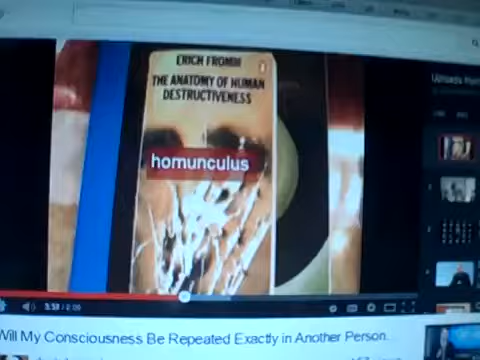 ERICH FROMM
THE ANATOMY OF HUMAN
DESTRUCTIVENESS
homunculus
Will My Consciousness Be Repeated Exactly in Another Person.